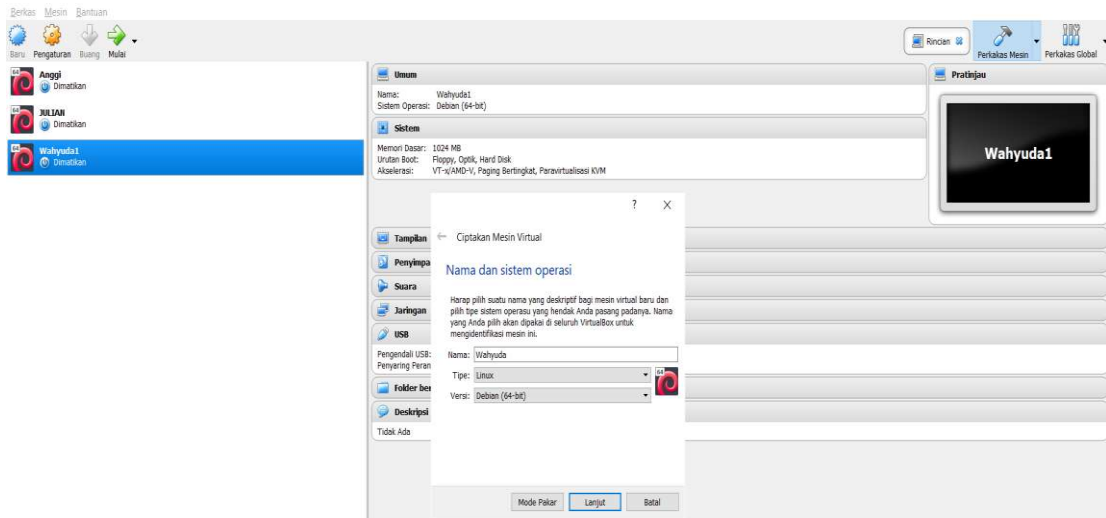 Berkas Mesin Bantuan
Baru Pengaturan Buang Mulai
Rincian Perkakas Mesin Perkakas Global
64 Anggi
Dimatikan
64 JULIAN
Dimatikan
64 Wahyuda1
Dimatikan
Umum
Nama: Wahyuda1
Sistem Operasi: Debian (64-bit)
Sistem
Memori Dasar: 1024 MB
Urutan Boot: Floppy, Optik, Hard Disk
Akselerasi: VT-x/AMD-V, Paging Bertingkat, Paravirtualisasi KVM
Tampilan
Penyimpa
Suara
Jaringan
USB
Pengendali USB:
Penyaring Peran
Folder ber
Deskripsi
Tidak Ada
Pratinjau
Wahyuda1
? X
← Ciptakan Mesin Virtual
Nama dan sistem operasi
Harap pilih suatu nama yang deskriptif bagi mesin virtual baru dan
pilih tipe sistem operasu yang hendak Anda pasang padanya. Nama
yang Anda pilih akan dipakai di seluruh VirtualBox untuk
mengidentifikasi mesin ini.
Nama: Wahyuda
Tipe: Linux
64
Versi: Debian (64-bit)
Mode Pakar Lanjut Batal